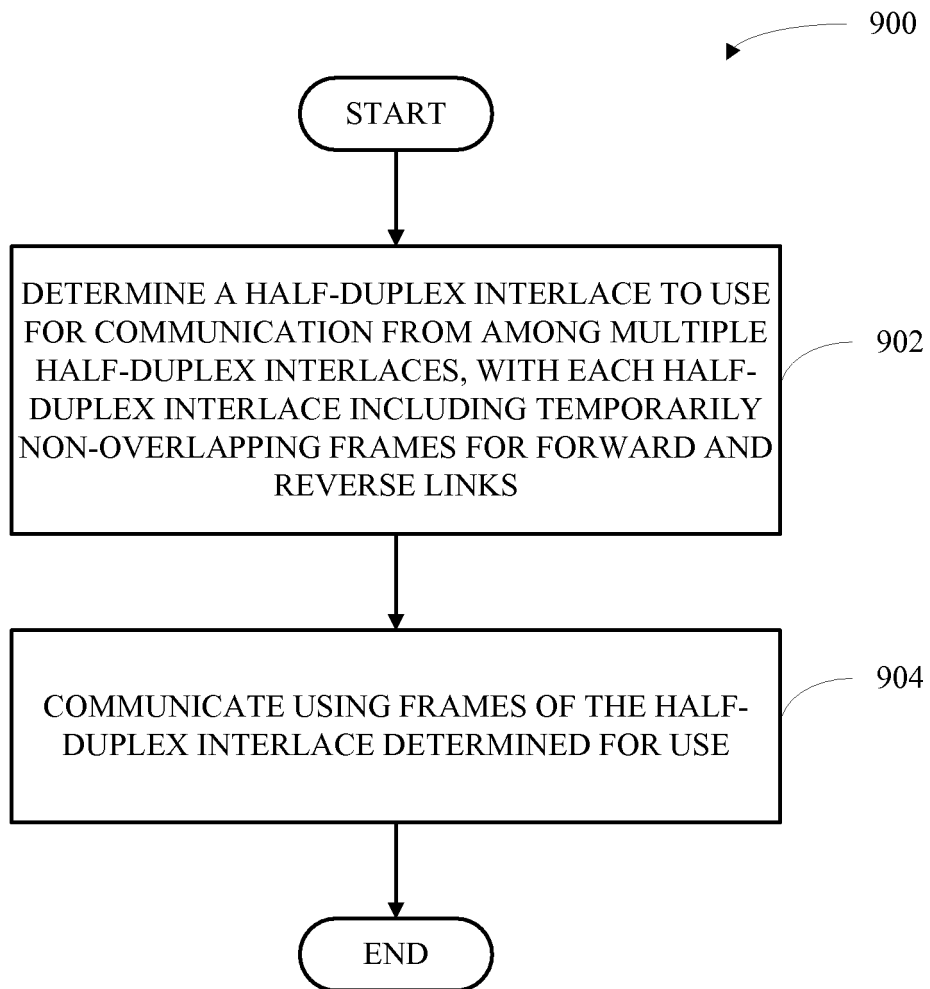 900
START
DETERMINE A HALF-DUPLEX INTERLACE TO USE
FOR COMMUNICATION FROM AMONG MULTIPLE
HALF-DUPLEX INTERLACES, WITH EACH HALF-
DUPLEX INTERLACE INCLUDING TEMPORARILY
NON-OVERLAPPING FRAMES FOR FORWARD AND
REVERSE LINKS
902
COMMUNICATE USING FRAMES OF THE HALF-
DUPLEX INTERLACE DETERMINED FOR USE
904
END